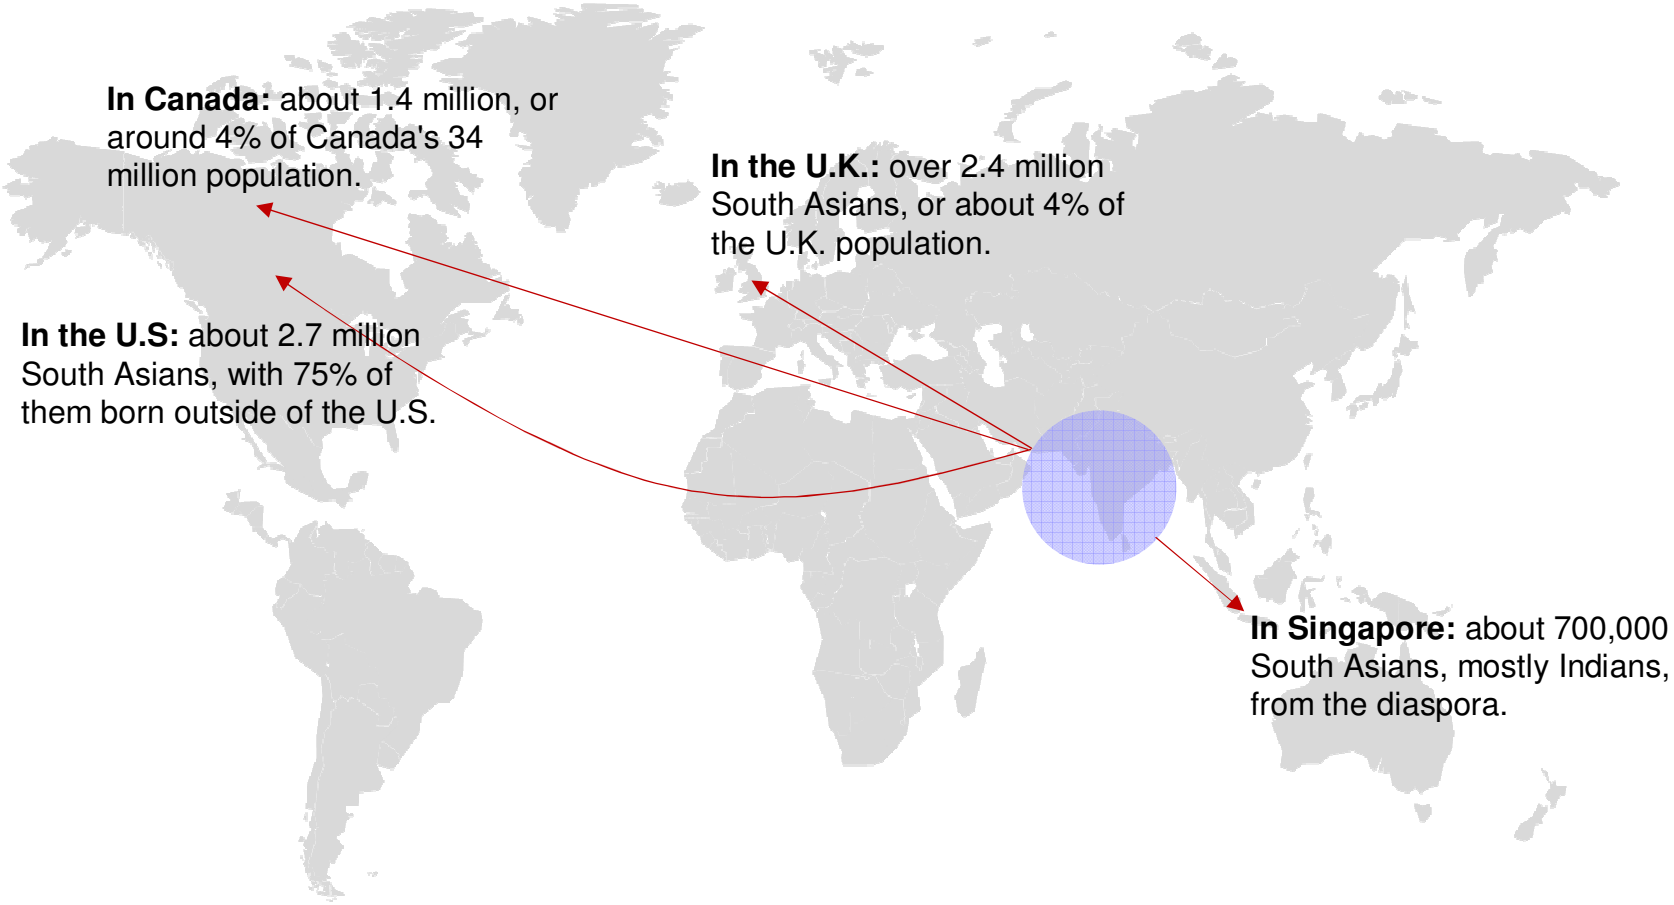 In Canada: about 1.4 million, or
around 4% of Canada's 34
million population.
In the U.K.: over 2.4 million
South Asians, or about 4% of
the U.K. population.
In the U.S: about 2.7 million
South Asians, with 75% of
them born outside of the U.S.
In Singapore: about 700,000
South Asians, mostly Indians,
from the diaspora.